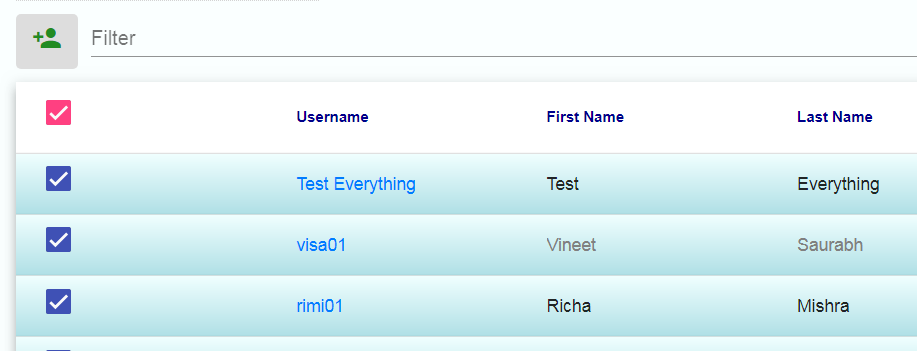 Filter
Username First Name Last Name
Test Everything Test Everything
visa01 Vineet Saurabh
rimi01 Richa Mishra